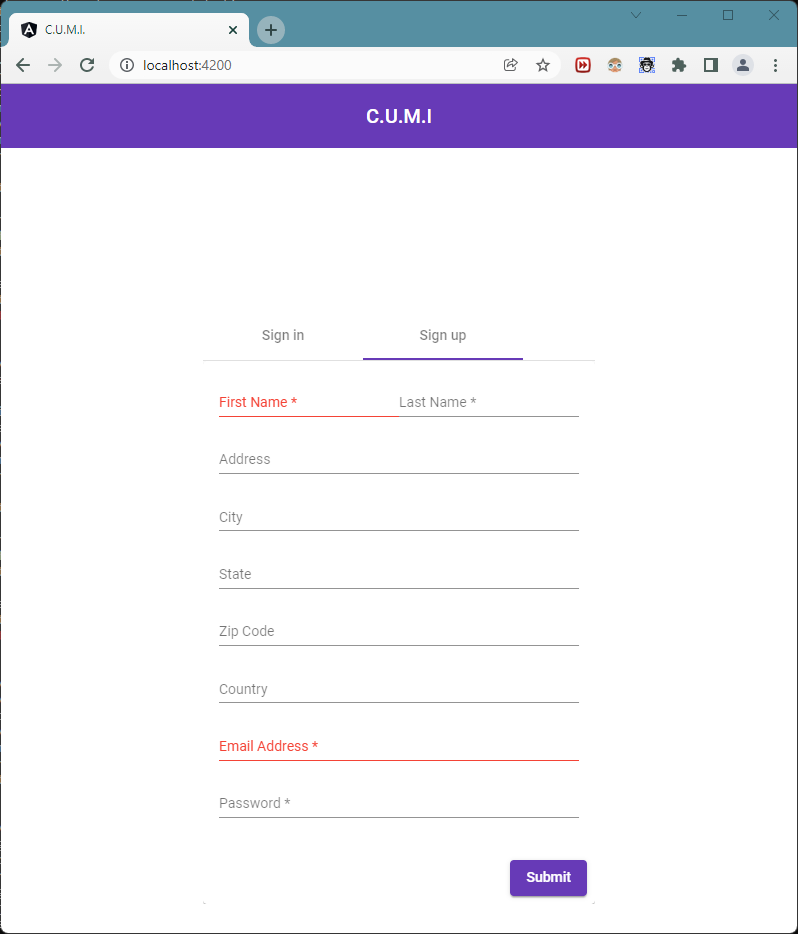 C.U.M.I.
localhost:4200
C.U.M.I
Sign in Sign up
First Name * Last Name *
Address
City
State
Zip Code
Country
Email Address *
Password *
Submit